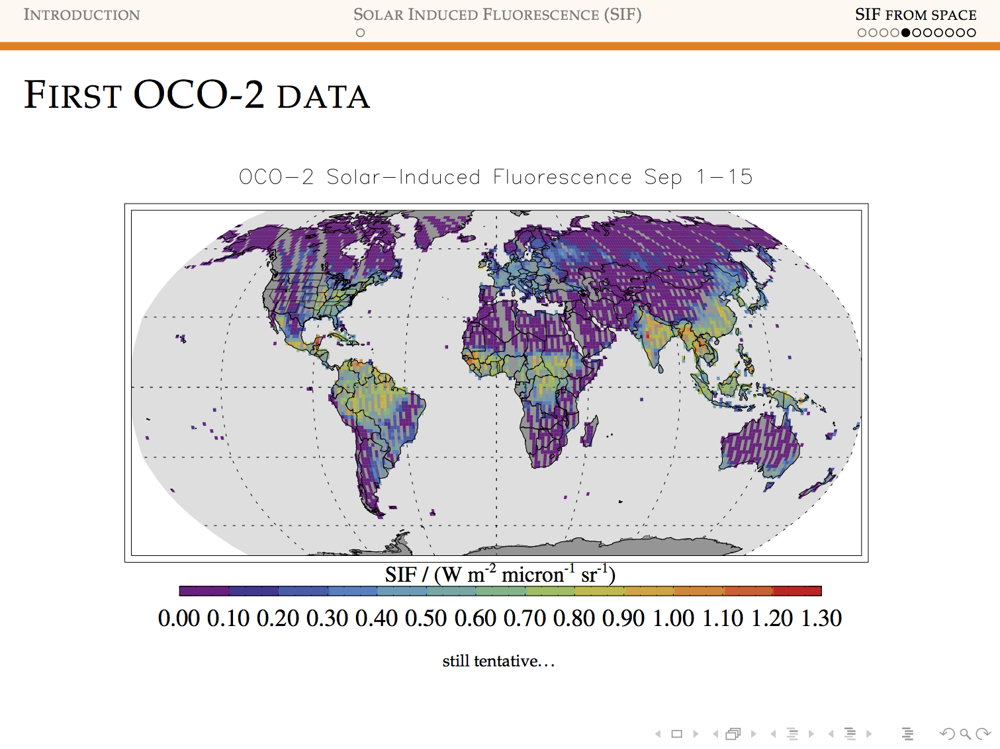 INTRODUCTION
SOLAR INDUCED FLUORESCENCE (SIF)
SIF FROM SPACE
FIRST OCO-2 DATA
OCO-2 Solar-Induced Fluorescence Sep 1-15
SIF / (W m-2 micron-1 sr-1)
0.00 0.10 0.20 0.30 0.40 0.50 0.60 0.70 0.80 0.90 1.00 1.10 1.20 1.30
still tentative...